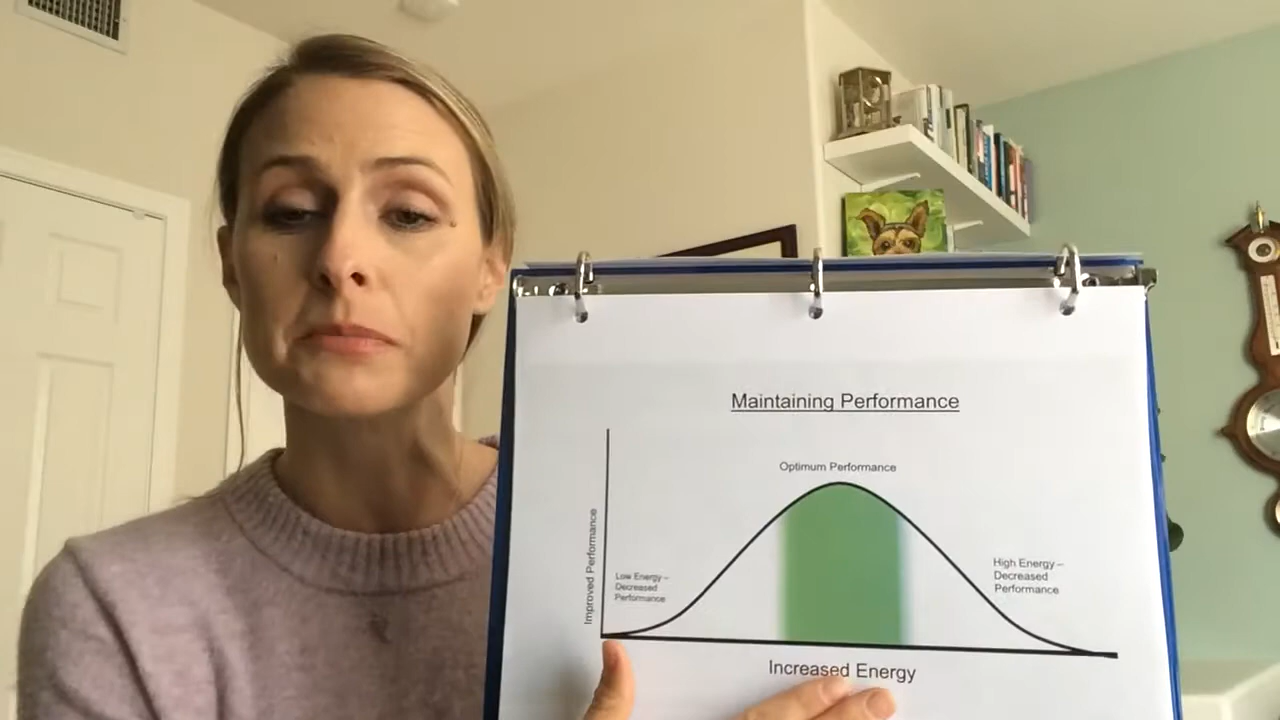 Maintaining Performance
Optimum Performance
Improved Performance
Low Energy –
Decreased
Performance
High Energy –
Decreased
Performance
Increased Energy